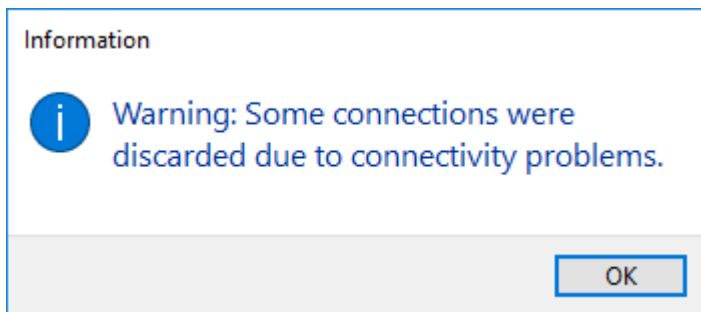 Information
Warning: Some connections were
discarded due to connectivity problems.
OK